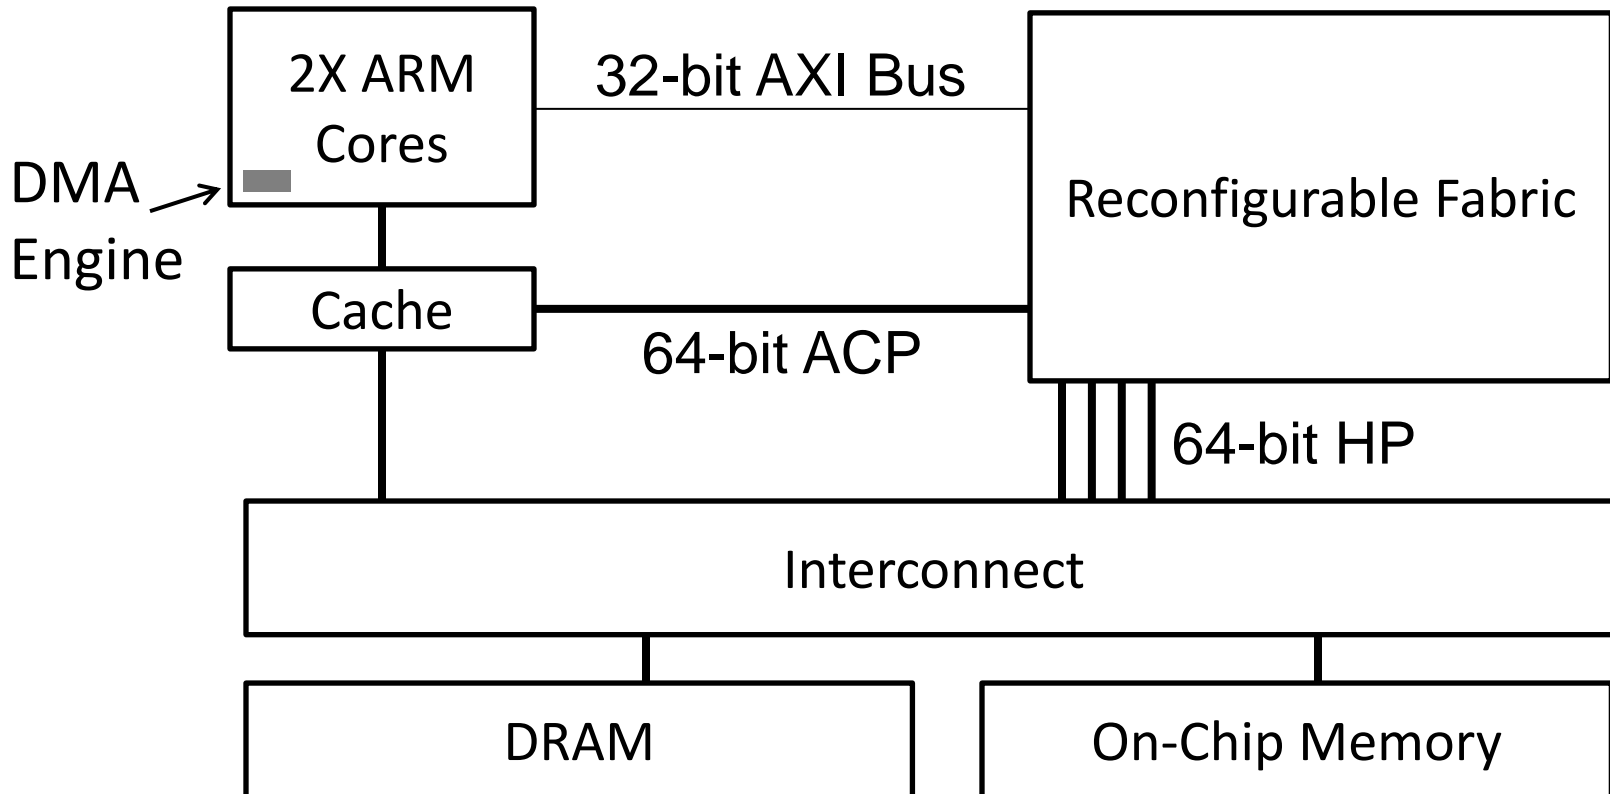 2X ARM
Cores
32-bit AXI Bus
DMA
Engine
Reconfigurable Fabric
Cache
64-bit ACP
64-bit HP
Interconnect
DRAM
On-Chip Memory